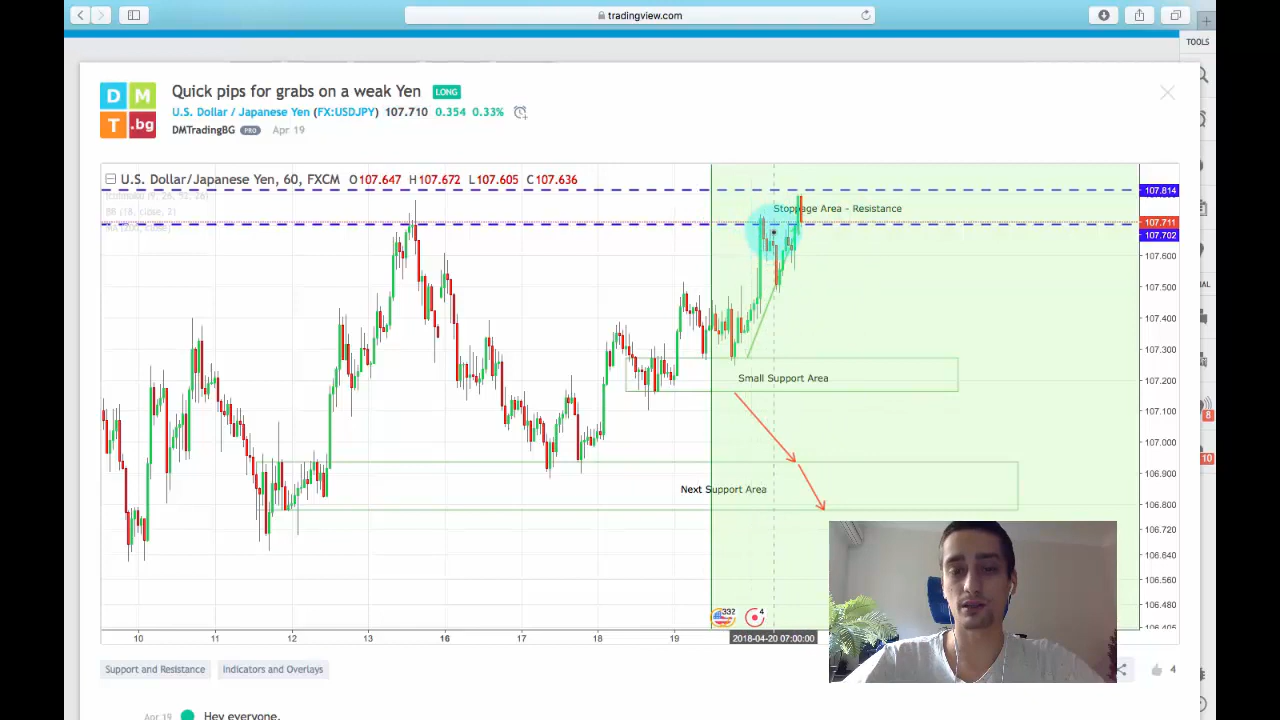 tradingview.com
TOOLS
D M
T .bg
Quick pips for grabs on a weak Yen LONG
U.S. Dollar / Japanese Yen (FX:USDJPY) 107.710 0.354 0.33%
DMTradingBG PRO Apr 19
U.S. Dollar/Japanese Yen, 60, FXCM O107.647 H107.672 L107.605 C107.636
107.814
Stoppage Area - Resistance
107.711
107.702
107.600
107.500
107.400
107.300
Small Support Area
107.200
107.100
107.000
106.900
Next Support Area
106.800
106.720
106.640
106.560
106.480
8
10
332
4
10 11 12 13 16 17 18 19 2018-04-20 07:00:00
Support and Resistance Indicators and Overlays
4
Apr 19 Hey everyone,